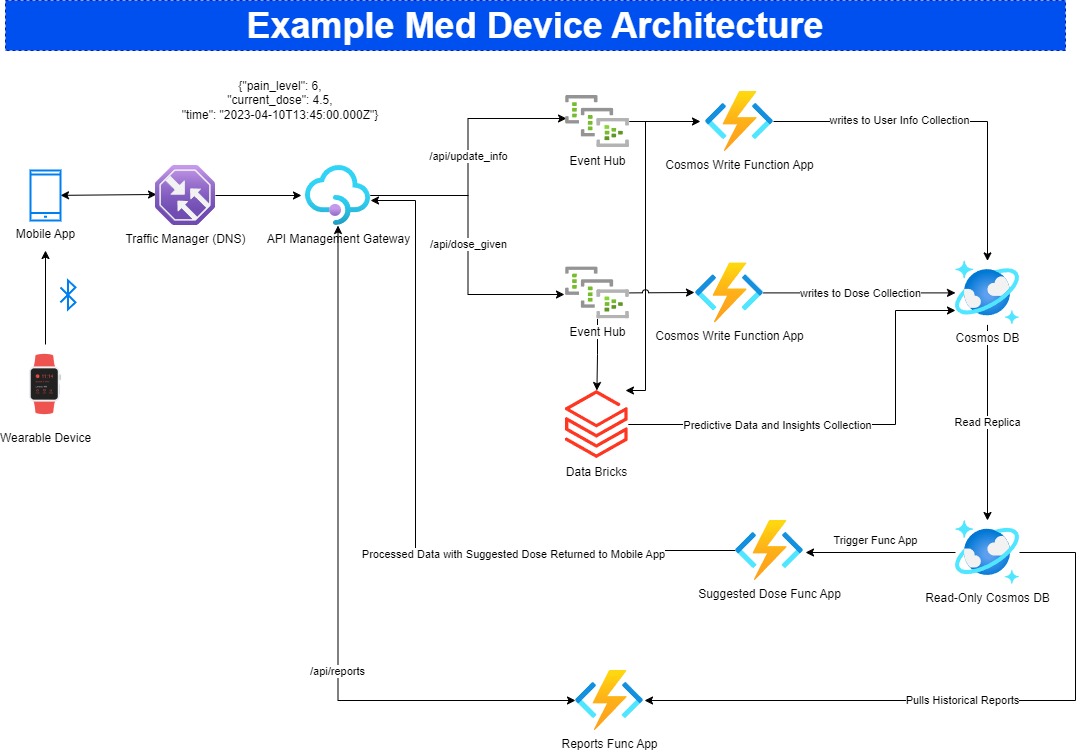 Example Med Device Architecture
{"pain_level": 6,
"current_dose": 4.5,
"time": "2023-04-10T13:45:00.000Z"}
/api/update_info
Event Hub
Cosmos Write Function App
writes to User Info Collection
Mobile App
Traffic Manager (DNS)
API Management Gateway
/api/dose_given
Event Hub
Cosmos Write Function App
writes to Dose Collection
Cosmos DB
11:14
Wearable Device
Data Bricks
Predictive Data and Insights Collection
Read Replica
Processed Data with Suggested Dose Returned to Mobile App
Suggested Dose Func App
Trigger Func App
Read-Only Cosmos DB
/api/reports
Reports Func App
Pulls Historical Reports